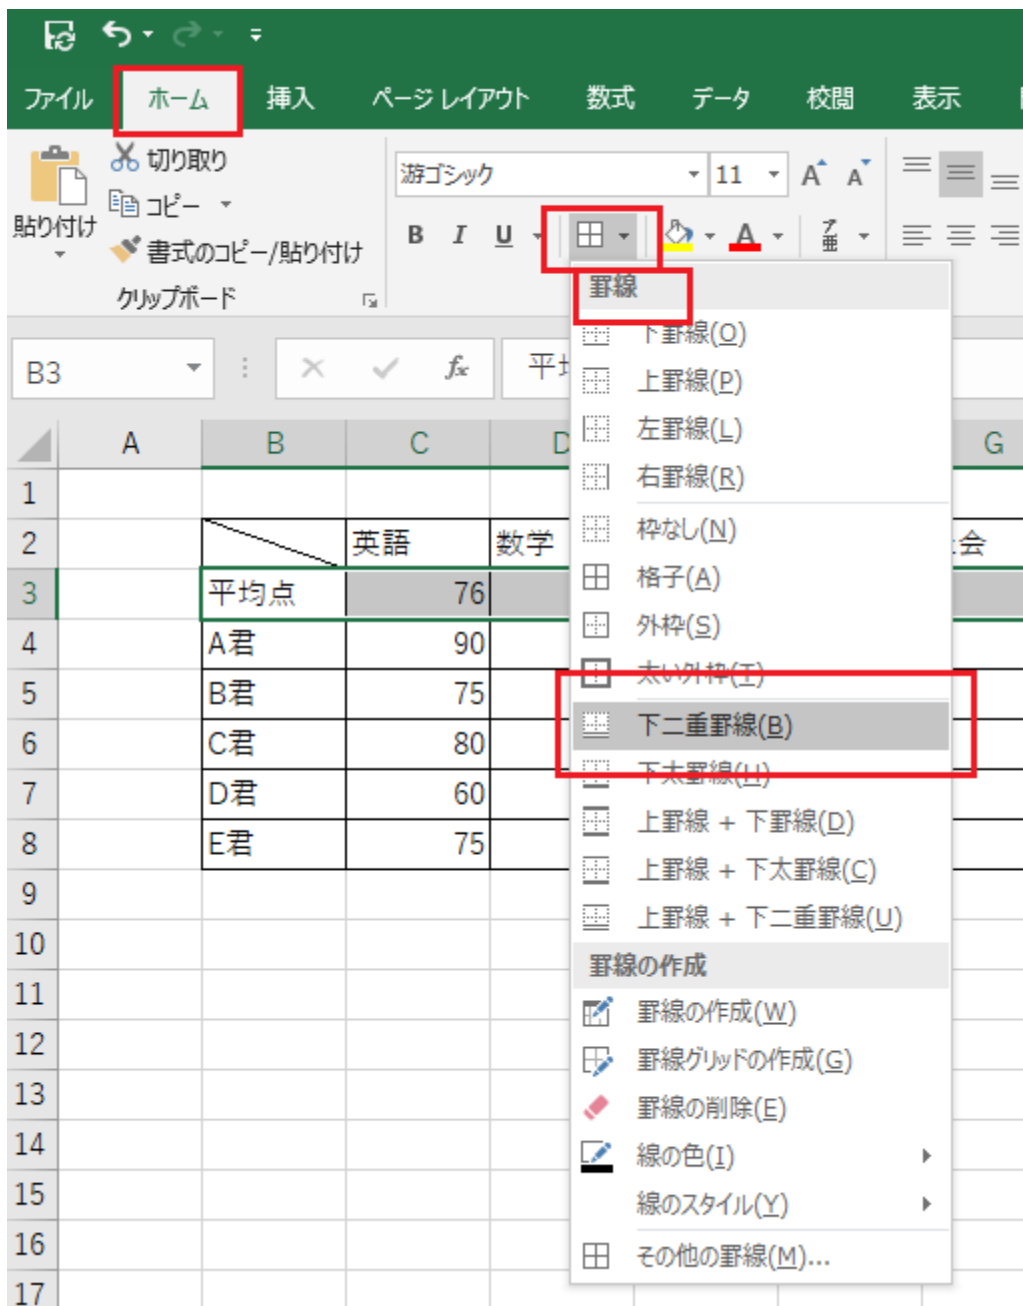 ファイル ホーム 挿入 ページ レイアウト 数式 データ 校閲 表示
貼り付け
切り取り
コピー
書式のコピー/貼り付け
クリップボード
游ゴシック 11 A A
B I U A ア亜
罫線
下罫線(O)
上罫線(P)
左罫線(L)
右罫線(R)
枠なし(N)
格子(A)
外枠(S)
太い外枠(T)
下二重罫線(B)
下太罫線(H)
上罫線 + 下罫線(D)
上罫線 + 下太罫線(C)
上罫線 + 下二重罫線(U)
罫線の作成
罫線の作成(W)
罫線グリッドの作成(G)
罫線の削除(E)
線の色(I)
線のスタイル(Y)
その他の罫線(M)...
B3 fx 平
A B C D G
1
2 英語 数学 会
3 平均点 76
4 A君 90
5 B君 75
6 C君 80
7 D君 60
8 E君 75
9
10
11
12
13
14
15
16
17